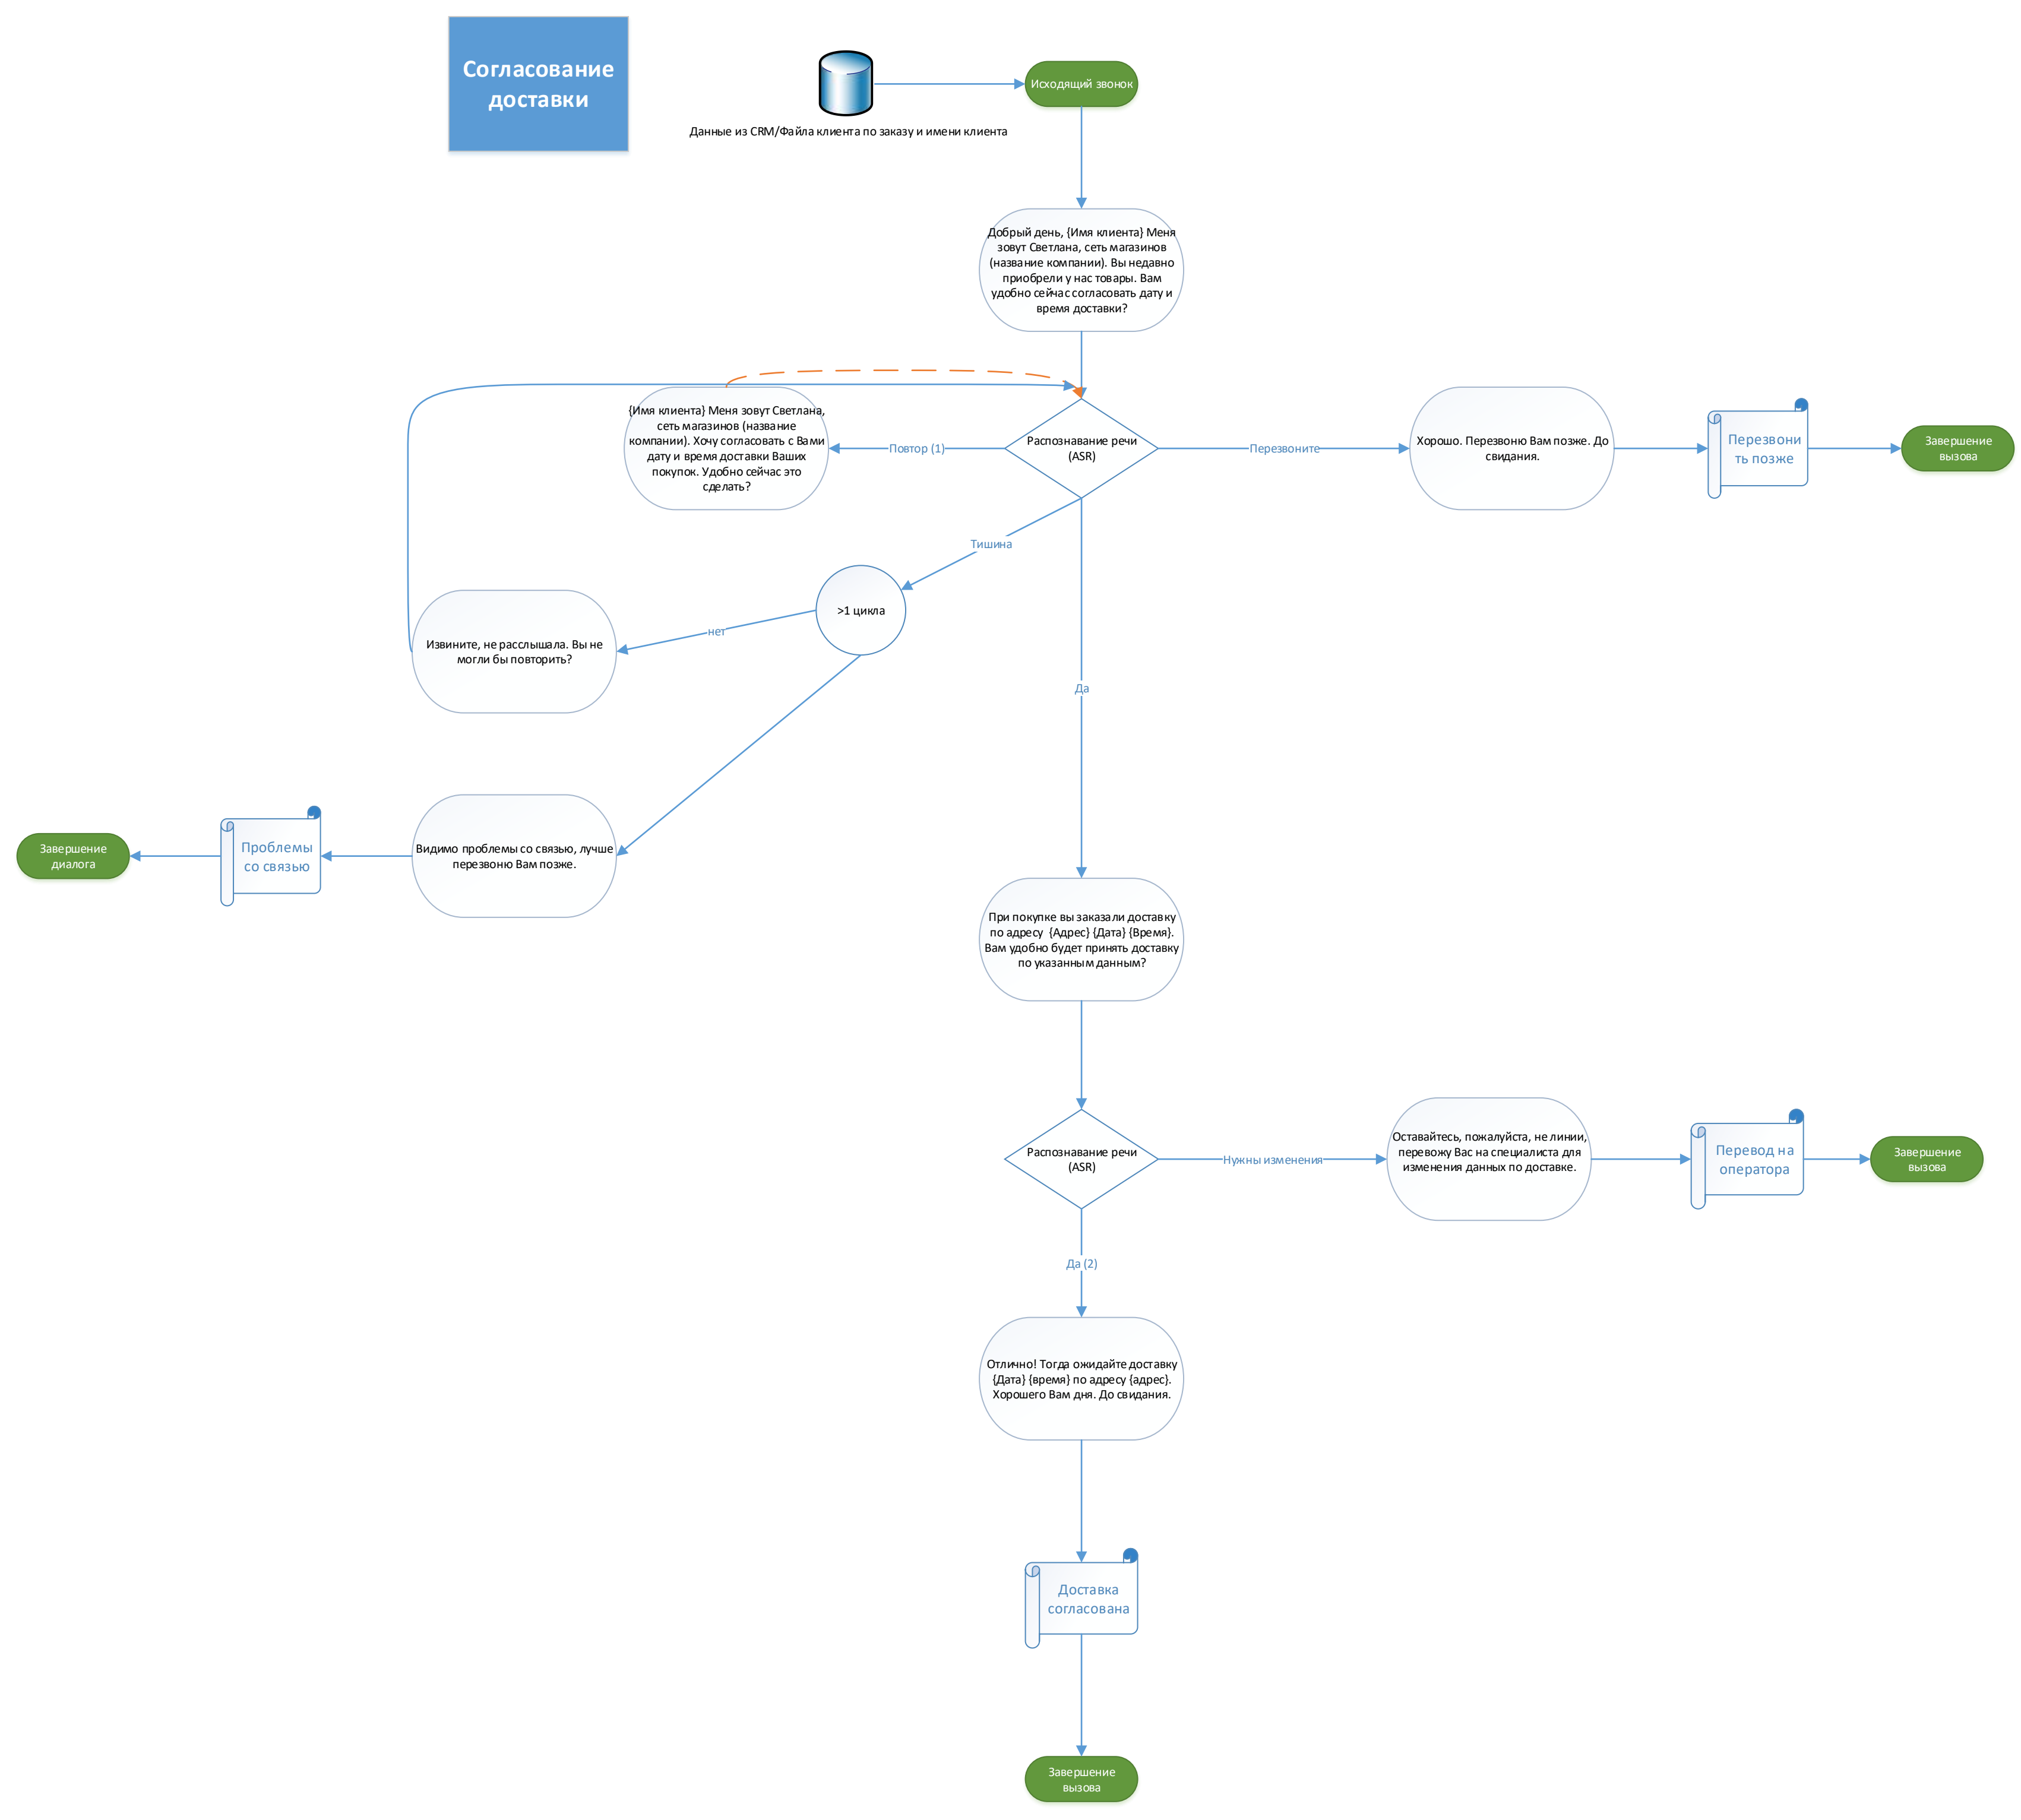 Согласование
доставки
Исходящий звонок
Данные из CRM/Файла клиента по заказу и имени клиента
Добрый день, {Имя клиента} Меня
зовут Светлана, сеть магазинов
(название компании). Вы недавно
приобрели у нас товары. Вам
удобно сейчас согласовать дату и
время доставки?
{Имя клиента} Меня зовут Светлана,
сеть магазинов (название
компании). Хочу согласовать с Вами
дату и время доставки Ваших
покупок. Удобно сейчас это
сделать?
Повтор (1)
Распознавание речи
(ASR)
Перезвоните
Хорошо. Перезвоню Вам позже. До
свидания.
Перезвони
ть позже
Завершение
вызова
Тишина
>1 цикла
нет
Извините, не расслышала. Вы не
могли бы повторить?
Да
Завершение
диалога
Проблемы
со связью
Видимо проблемы со связью, лучше
перезвоню Вам позже.
При покупке вы заказали доставку
по адресу {Адрес} {Дата} {Время}.
Вам удобно будет принять доставку
по указанным данным?
Распознавание речи
(ASR)
Нужны изменения
Оставайтесь, пожалуйста, не линии,
перевожу Вас на специалиста для
изменения данных по доставке.
Перевод на
оператора
Завершение
вызова
Да (2)
Отлично! Тогда ожидайте доставку
{Дата} {время} по адресу {адрес}.
Хорошего Вам дня. До свидания.
Доставка
согласована
Завершение
вызова